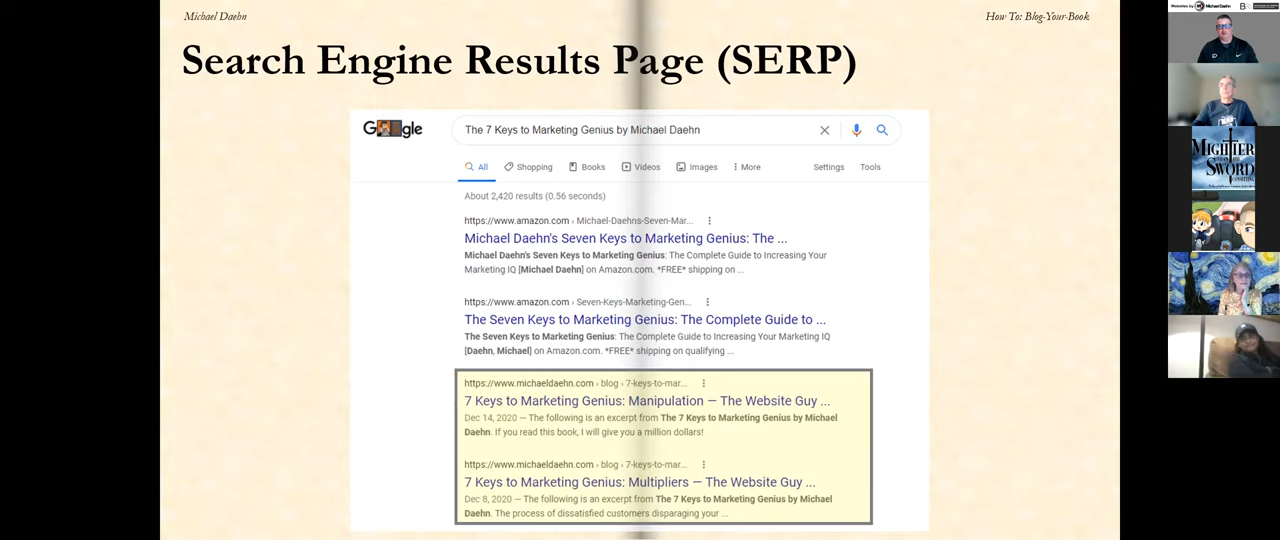 Michael Daehn
How To: Blog-Your-Book
Search Engine Results Page (SERP)
Google
The 7 Keys to Marketing Genius by Michael Daehn
All Shopping Books Videos Images More Settings Tools
About 2,420 results (0.56 seconds)
https://www.amazon.com › Michael-Daehns-Seven-Mar...
Michael Daehn's Seven Keys to Marketing Genius: The ...
Michael Daehn's Seven Keys to Marketing Genius: The Complete Guide to Increasing Your
Marketing IQ [Michael Daehn] on Amazon.com. *FREE* shipping on ...
https://www.amazon.com › Seven-Keys-Marketing-Gen...
The Seven Keys to Marketing Genius: The Complete Guide to ...
The Seven Keys to Marketing Genius: The Complete Guide to Increasing Your Marketing IQ
[Daehn, Michael] on Amazon.com. *FREE* shipping on qualifying ...
https://www.michaeldaehn.com › blog › 7-keys-to-mar...
7 Keys to Marketing Genius: Manipulation — The Website Guy ...
Dec 14, 2020 — The following is an excerpt from The 7 Keys to Marketing Genius by Michael
Daehn. If you read this book, I will give you a million dollars!
https://www.michaeldaehn.com › blog › 7-keys-to-mar...
7 Keys to Marketing Genius: Multipliers — The Website Guy ...
Dec 8, 2020 — The following is an excerpt from The 7 Keys to Marketing Genius by Michael
Daehn. The process of dissatisfied customers disparaging your ...
Websites by Michael Daehn
MIGHTIER
THAN THE
SWORD